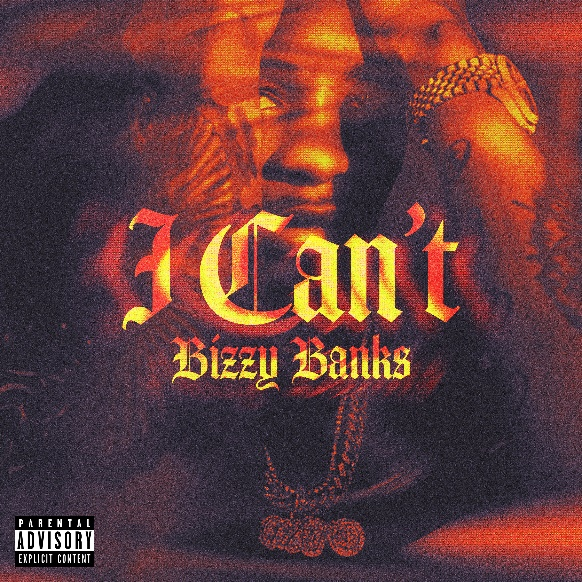 I Can't
Bizzy Banks
PARENTAL
ADVISORY
EXPLICIT CONTENT